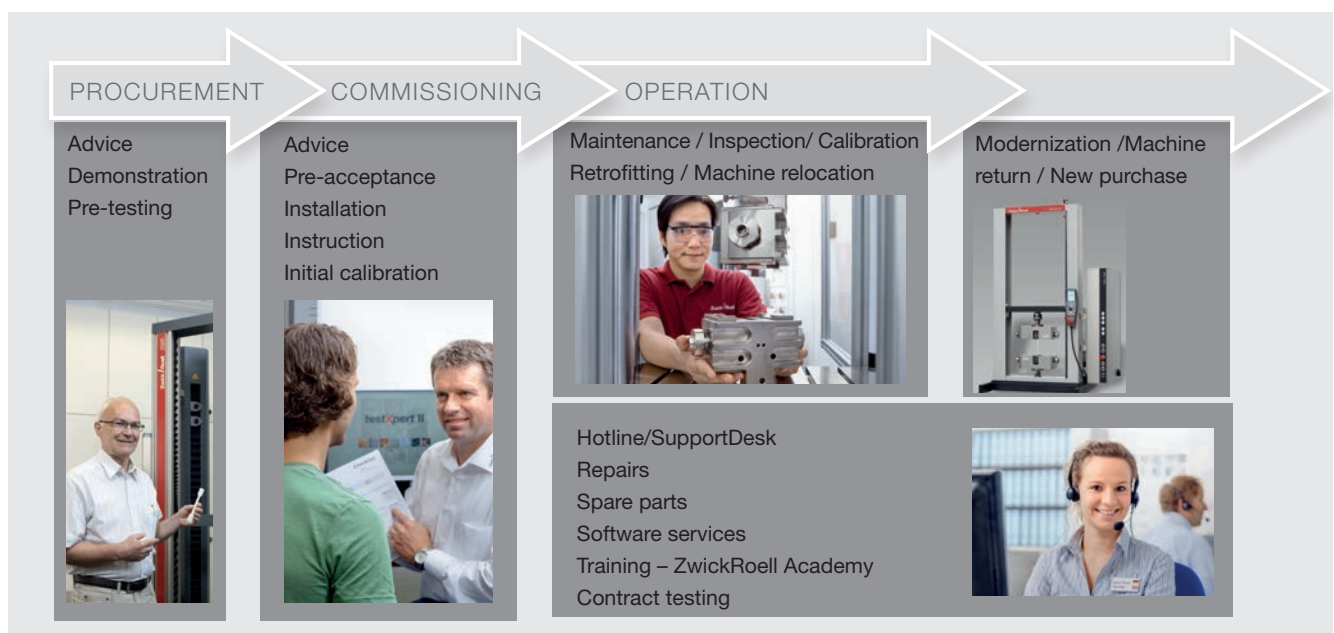 PROCUREMENT
COMMISSIONING
OPERATION
Advice
Demonstration
Pre-testing
Advice
Pre-acceptance
Installation
Instruction
Initial calibration
testXpert II
Maintenance / Inspection/ Calibration
Retrofitting / Machine relocation
Modernization /Machine
return / New purchase
Hotline/SupportDesk
Repairs
Spare parts
Software services
Training – ZwickRoell Academy
Contract testing